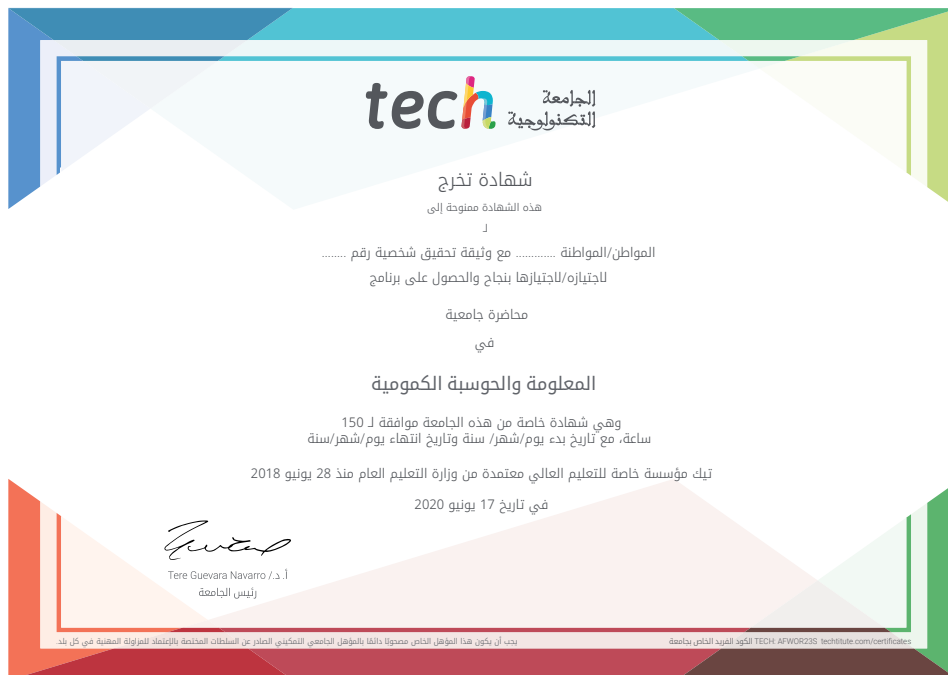 tech الجامعة
التكنولوجية
شهادة تخرج
هذه الشهادة ممنوحة إلى
لـ
المواطن/المواطنة ............. مع وثيقة تحقيق شخصية رقم ........
لاجتيازه/لاجتيازها بنجاح والحصول على برنامج
محاضرة جامعية
في
المعلومة والحوسبة الكمومية
وهي شهادة خاصة من هذه الجامعة موافقة لـ 150
ساعة، مع تاريخ بدء يوم/شهر/ سنة وتاريخ انتهاء يوم/شهر/سنة
تيك مؤسسة خاصة للتعليم العالي معتمدة من وزارة التعليم العام منذ 28 يونيو 2018
في تاريخ 17 يونيو 2020
أ.د./ Tere Guevara Navarro
رئيس الجامعة
يجب أن يكون هذا المؤهل الخاص مصحوبًا دائمًا بالمؤهل الجامعي التمكيني الصادر عن السلطات المختصة بالإعتماد للمزاولة المهنية في كل بلد.
الكود الفريد الخاص بجامعة TECH: AFWOR23S techtitute.com/certificates